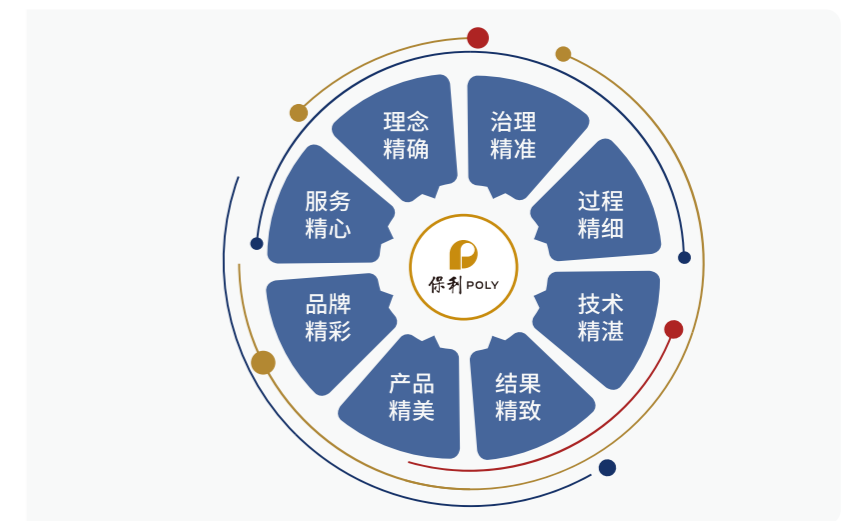 理念
精确
治理
精准
过程
精细
技术
精湛
结果
精致
产品
精美
品牌
精彩
服务
精心
保利 POLY